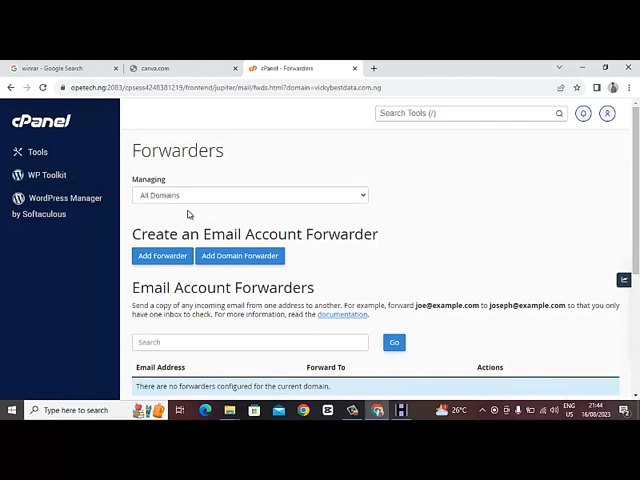 winrar - Google Search
canva.com
cPanel - Forwarders
opetech.ng:2083/cpsess4248381219/frontend/jupiter/mail/fwds.html?domain=vickybestdata.com.ng
cPanel
Search Tools (/)
Tools
WP Toolkit
WordPress Manager
by Softaculous
Forwarders
Managing
All Domains
Create an Email Account Forwarder
Add Forwarder
Add Domain Forwarder
Email Account Forwarders
Send a copy of any incoming email from one address to another. For example, forward joe@example.com to joseph@example.com so that you only
have one inbox to check. For more information, read the documentation.
Search
Go
Email Address Forward To Actions
There are no forwarders configured for the current domain.
Type here to search
26°C
ENG
US
21:44
16/08/2023